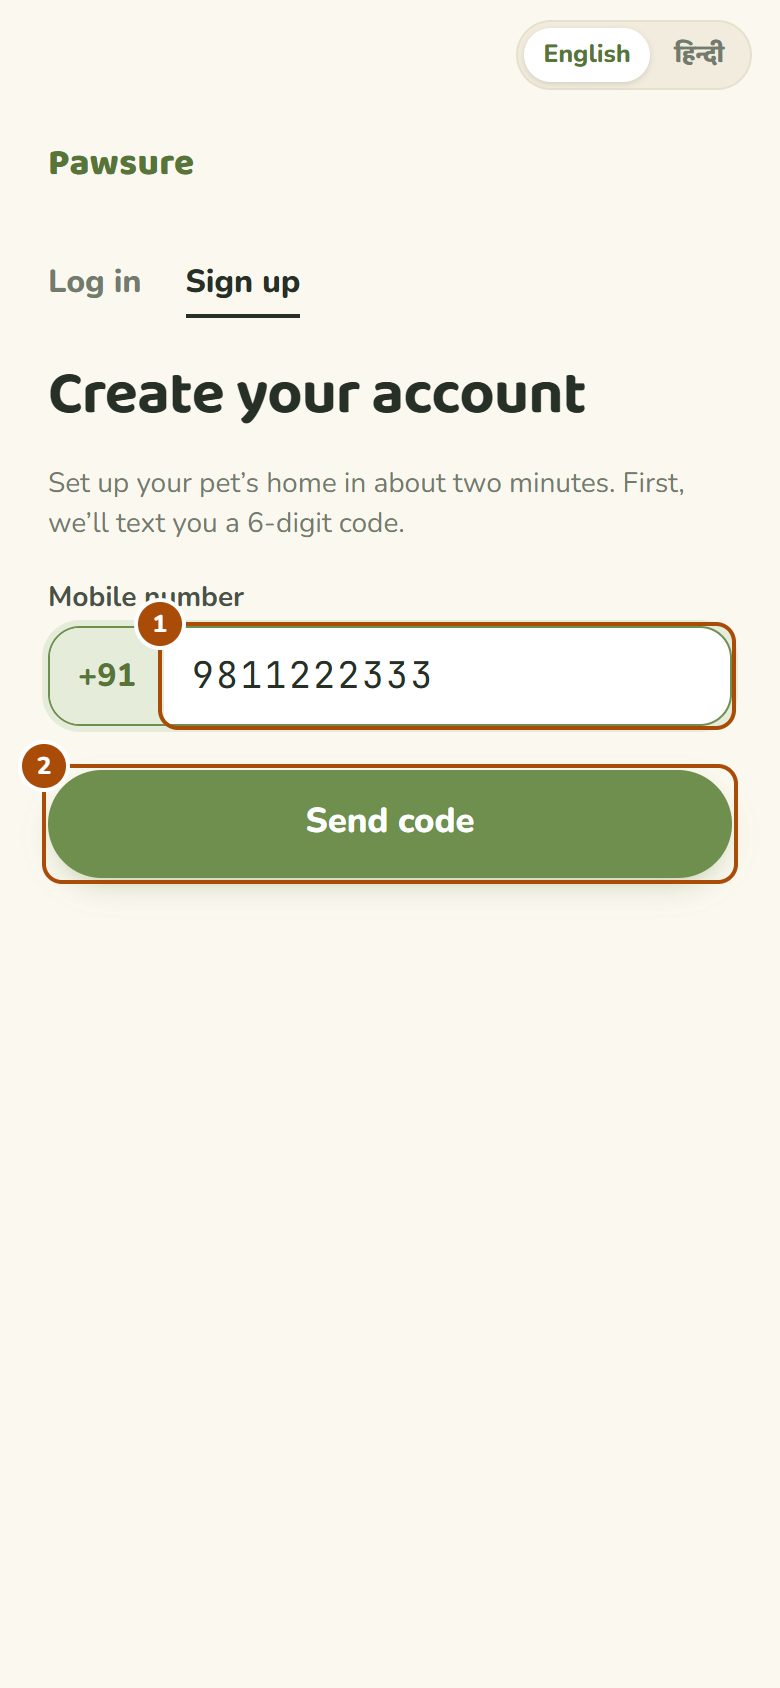 English हिन्दी
Pawsure
Log in Sign up
Create your account
Set up your pet’s home in about two minutes. First,
we’ll text you a 6-digit code.
Mobile number
1
+91 9811222333
2
Send code